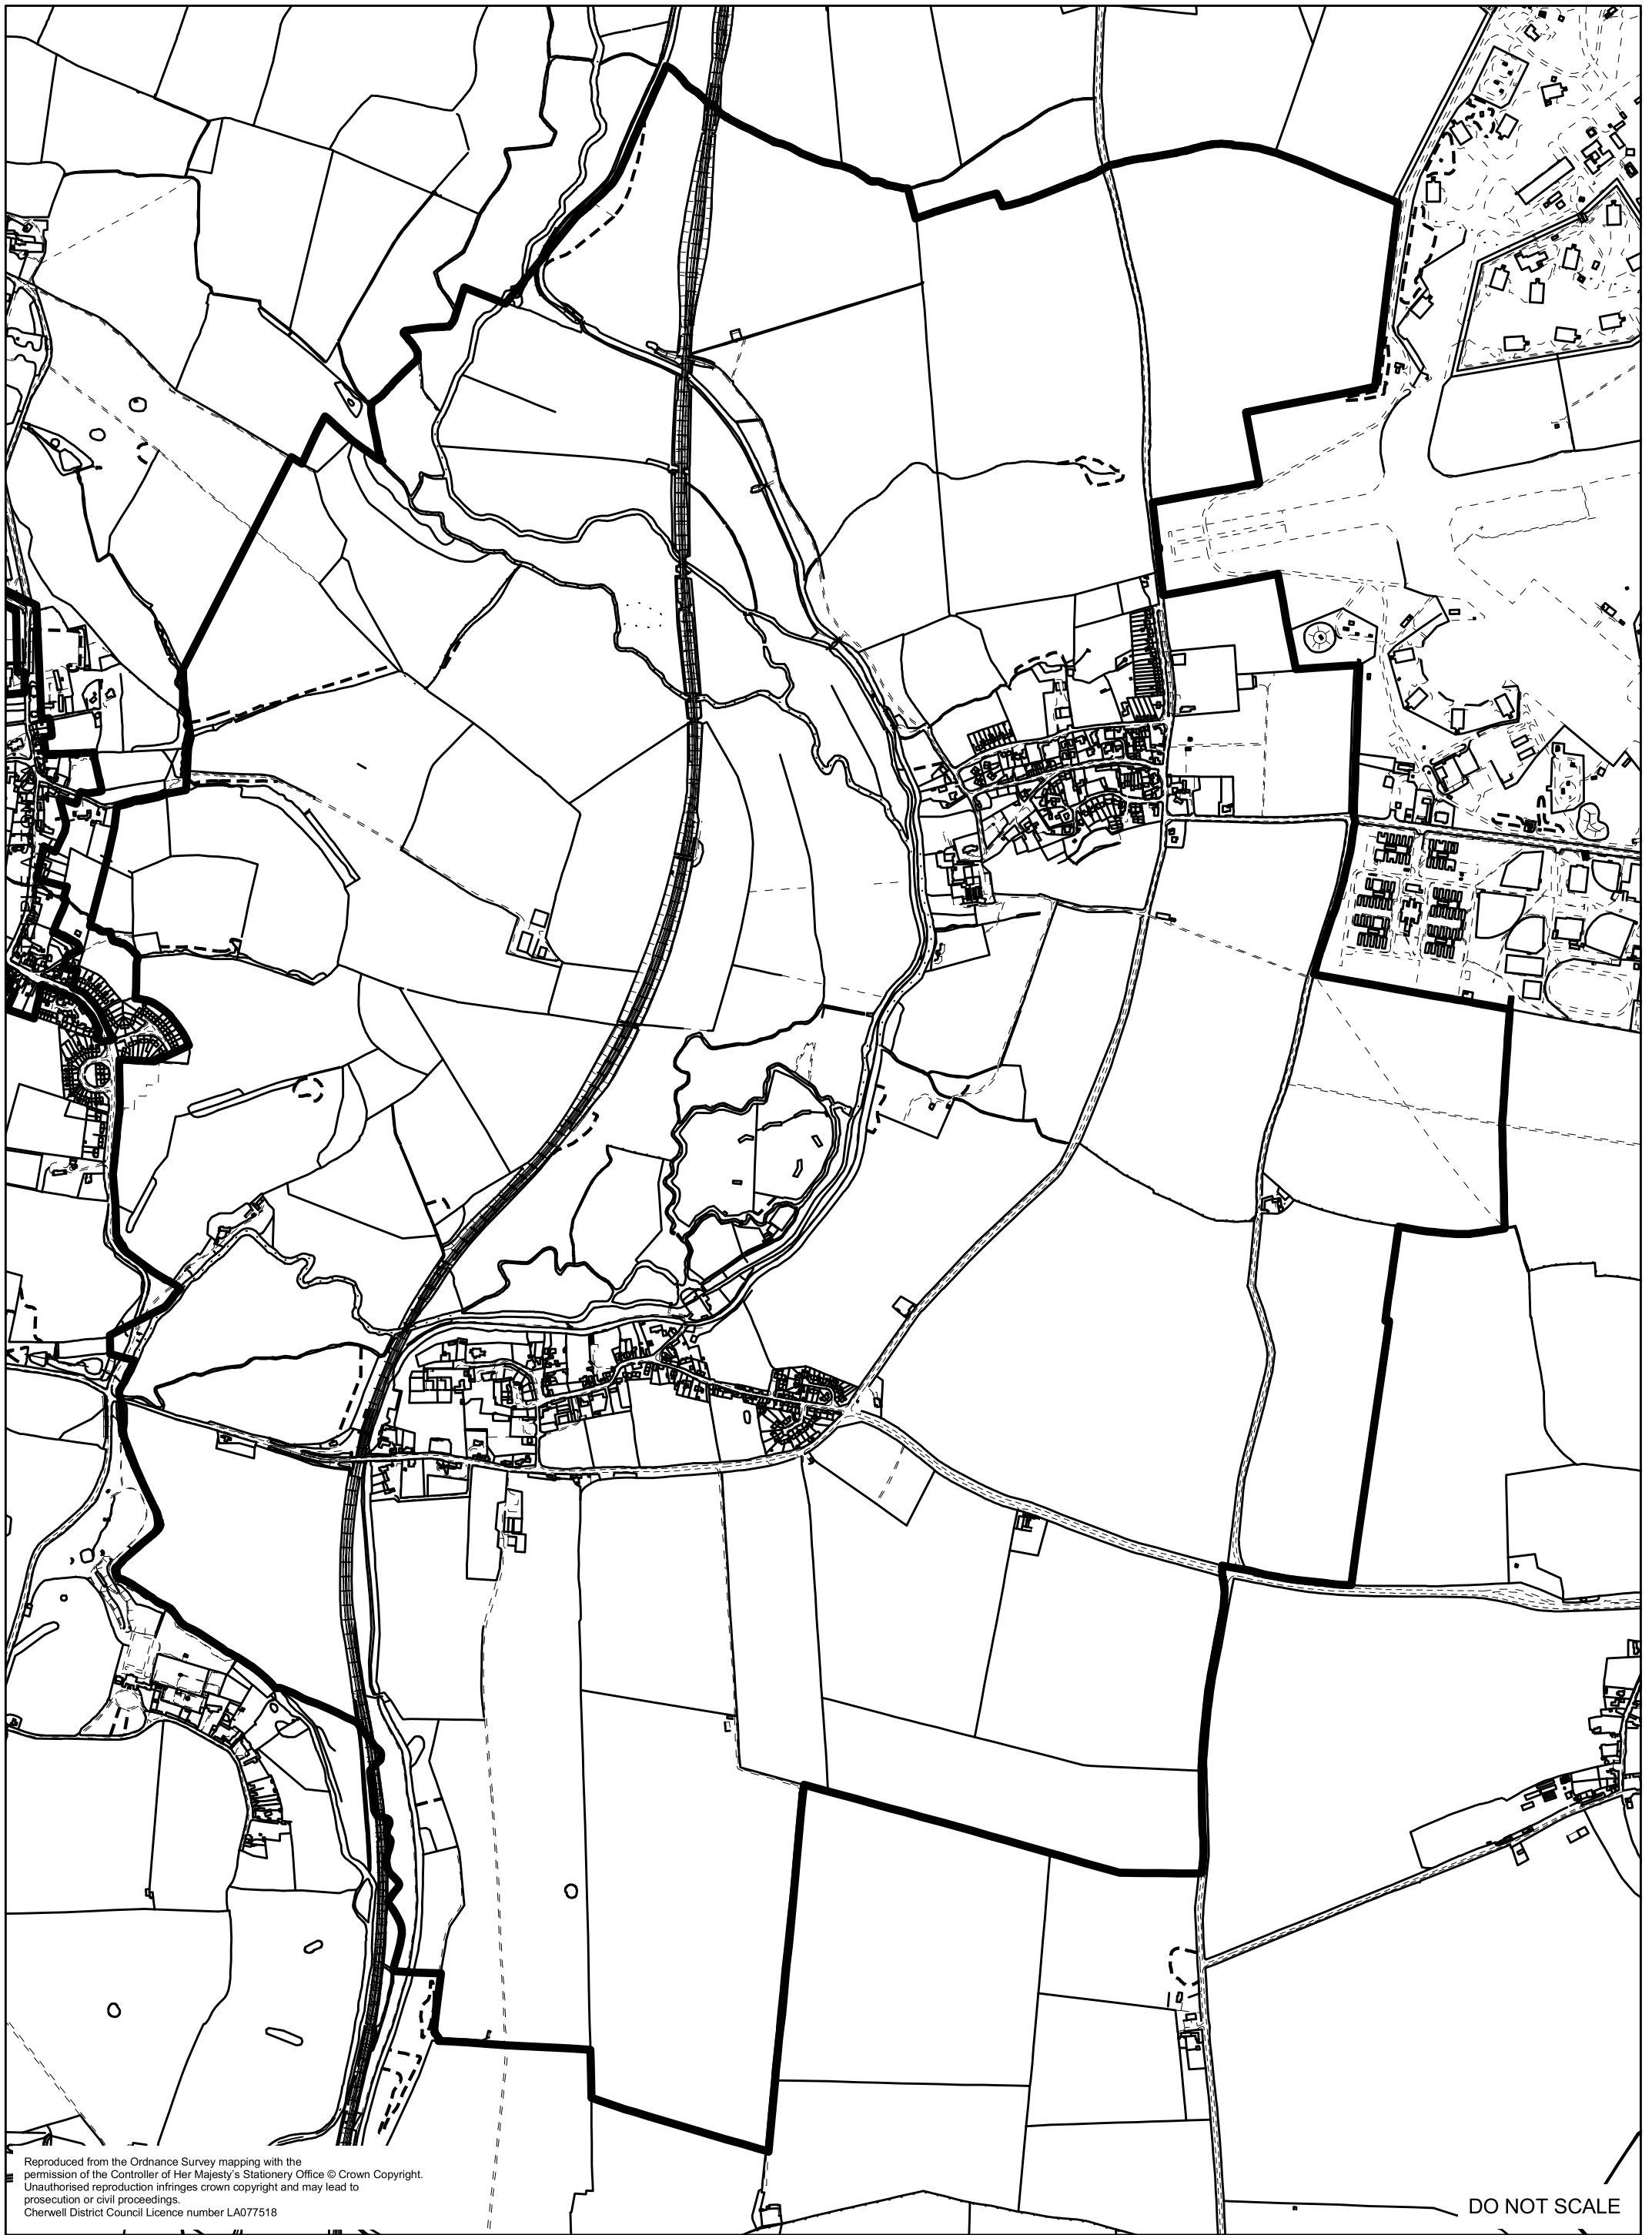 Reproduced from the Ordnance Survey mapping with the
permission of the Controller of Her Majesty's Stationery Office © Crown Copyright.
Unauthorised reproduction infringes crown copyright and may lead to
prosecution or civil proceedings.
Cherwell District Council Licence number LA077518
DO NOT SCALE